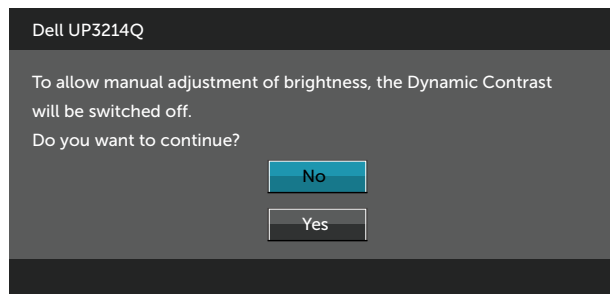 Dell UP3214Q
To allow manual adjustment of brightness, the Dynamic Contrast
will be switched off.
Do you want to continue?
No
Yes